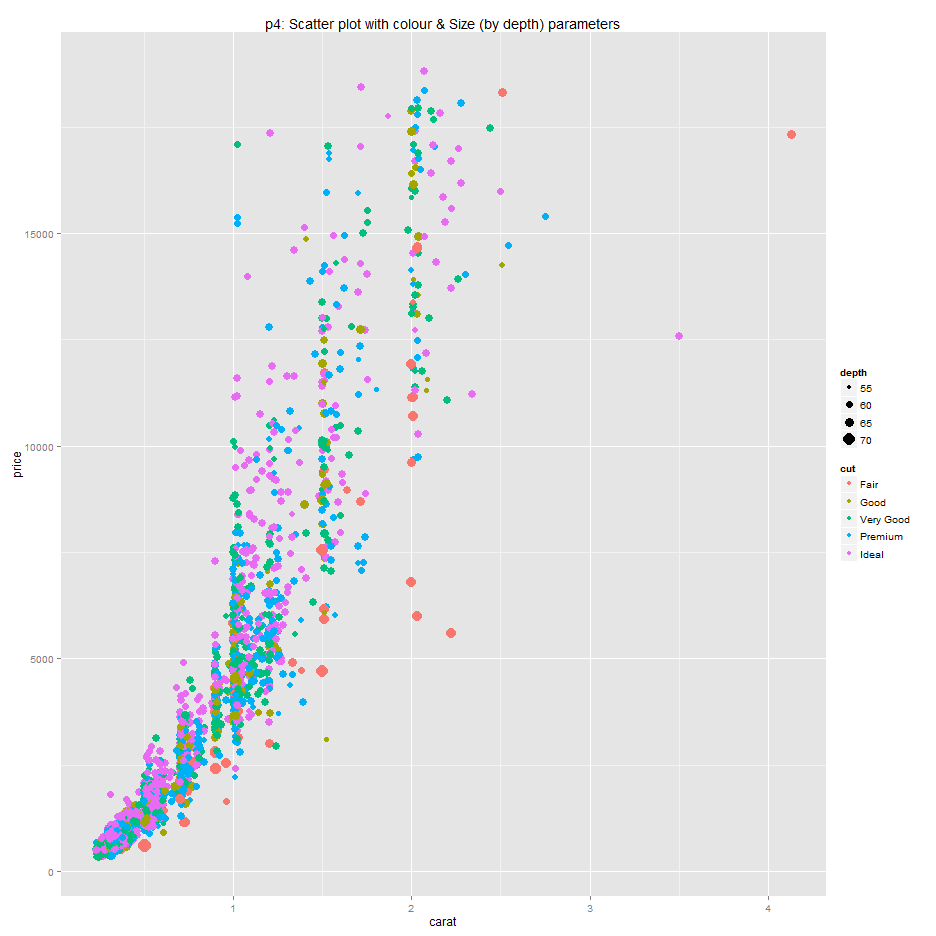 p4: Scatter plot with colour & Size (by depth) parameters
15000
10000
5000
0
price
1
2
3
4
carat
depth
55
60
65
70
cut
Fair
Good
Very Good
Premium
Ideal